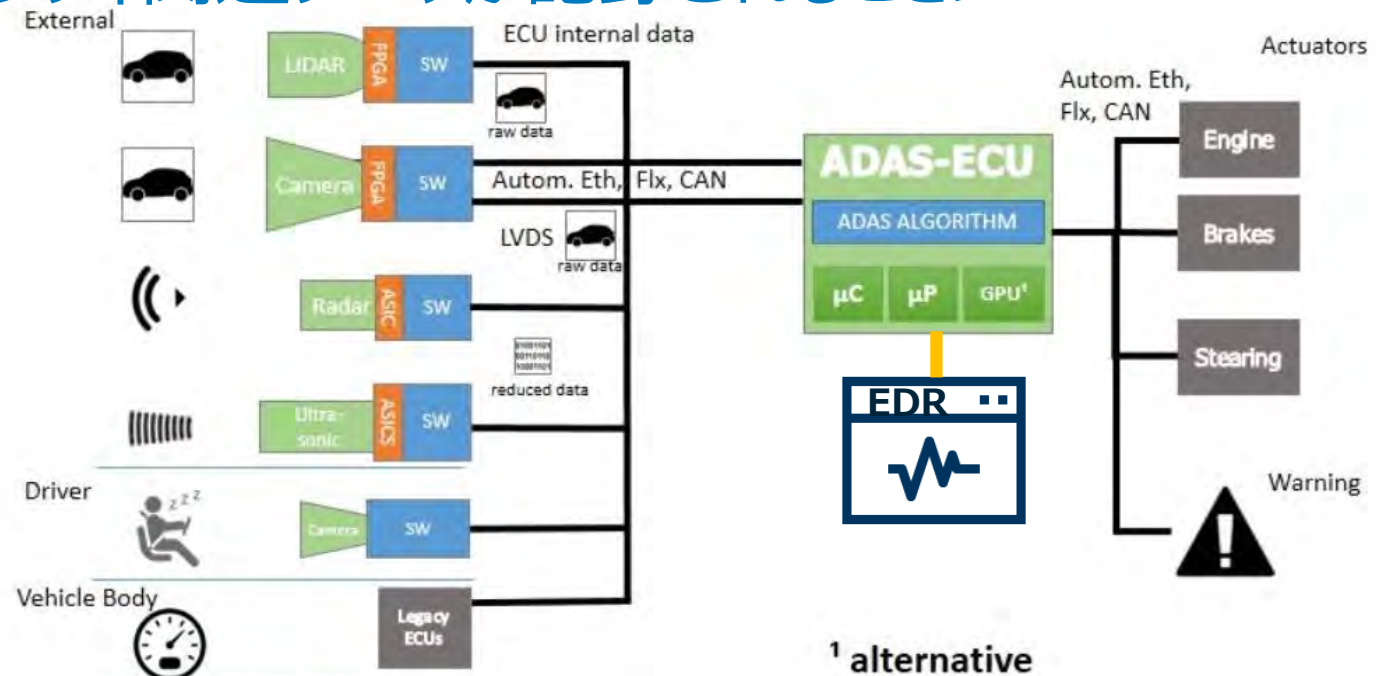 External
LIDAR
FPGA
SW
ECU internal data
raw data
Camera
FPGA
SW
Autom. Eth, Flx, CAN
LVDS
raw data
Radar
ASIC
SW
reduced data
Ultra-
sonic
ASICS
SW
Driver
z z z
Camera
SW
Vehicle Body
Legacy
ECUs
ADAS-ECU
ADAS ALGORITHM
µC
µP
GPU¹
EDR
Actuators
Autom. Eth,
Flx, CAN
Engine
Brakes
Stearing
Warning
¹ alternative